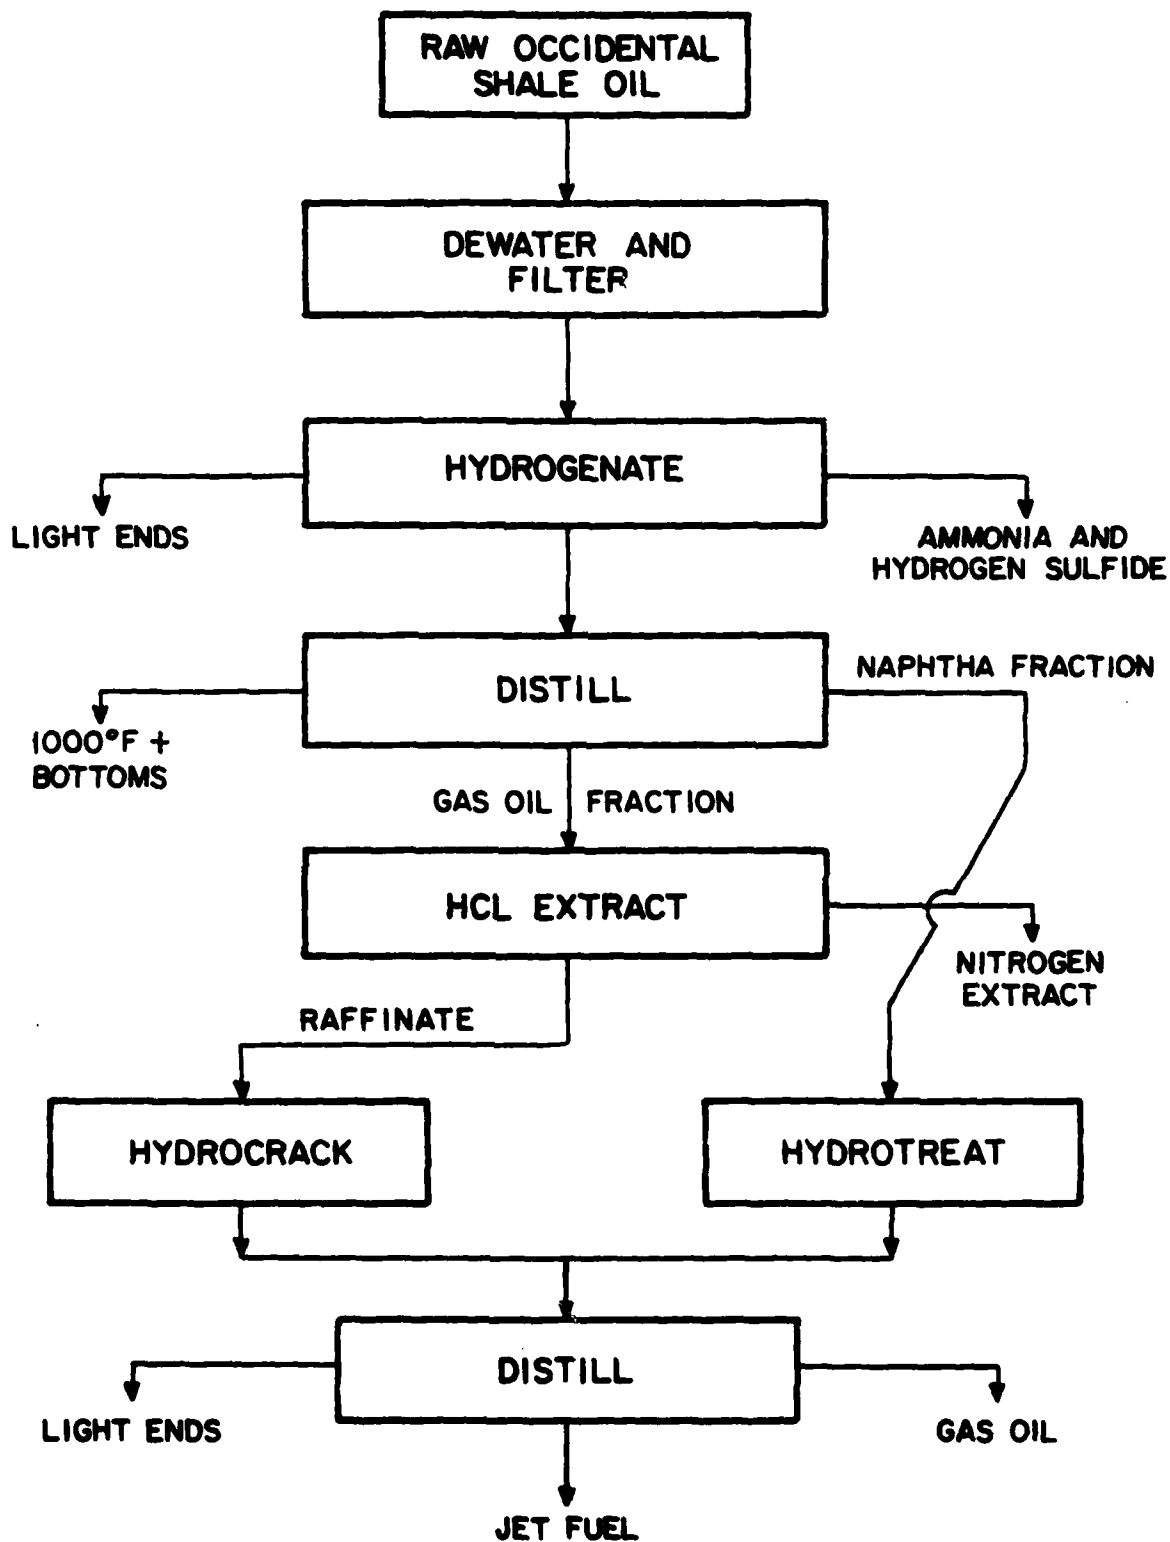 RAW OCCIDENTAL
SHALE OIL
DEWATER AND
FILTER
HYDROGENATE
LIGHT ENDS
AMMONIA AND
HYDROGEN SULFIDE
DISTILL
NAPHTHA FRACTION
1000°F +
BOTTOMS
GAS OIL FRACTION
HCL EXTRACT
NITROGEN
EXTRACT
RAFFINATE
HYDROCRACK
HYDROTREAT
DISTILL
LIGHT ENDS
GAS OIL
JET FUEL